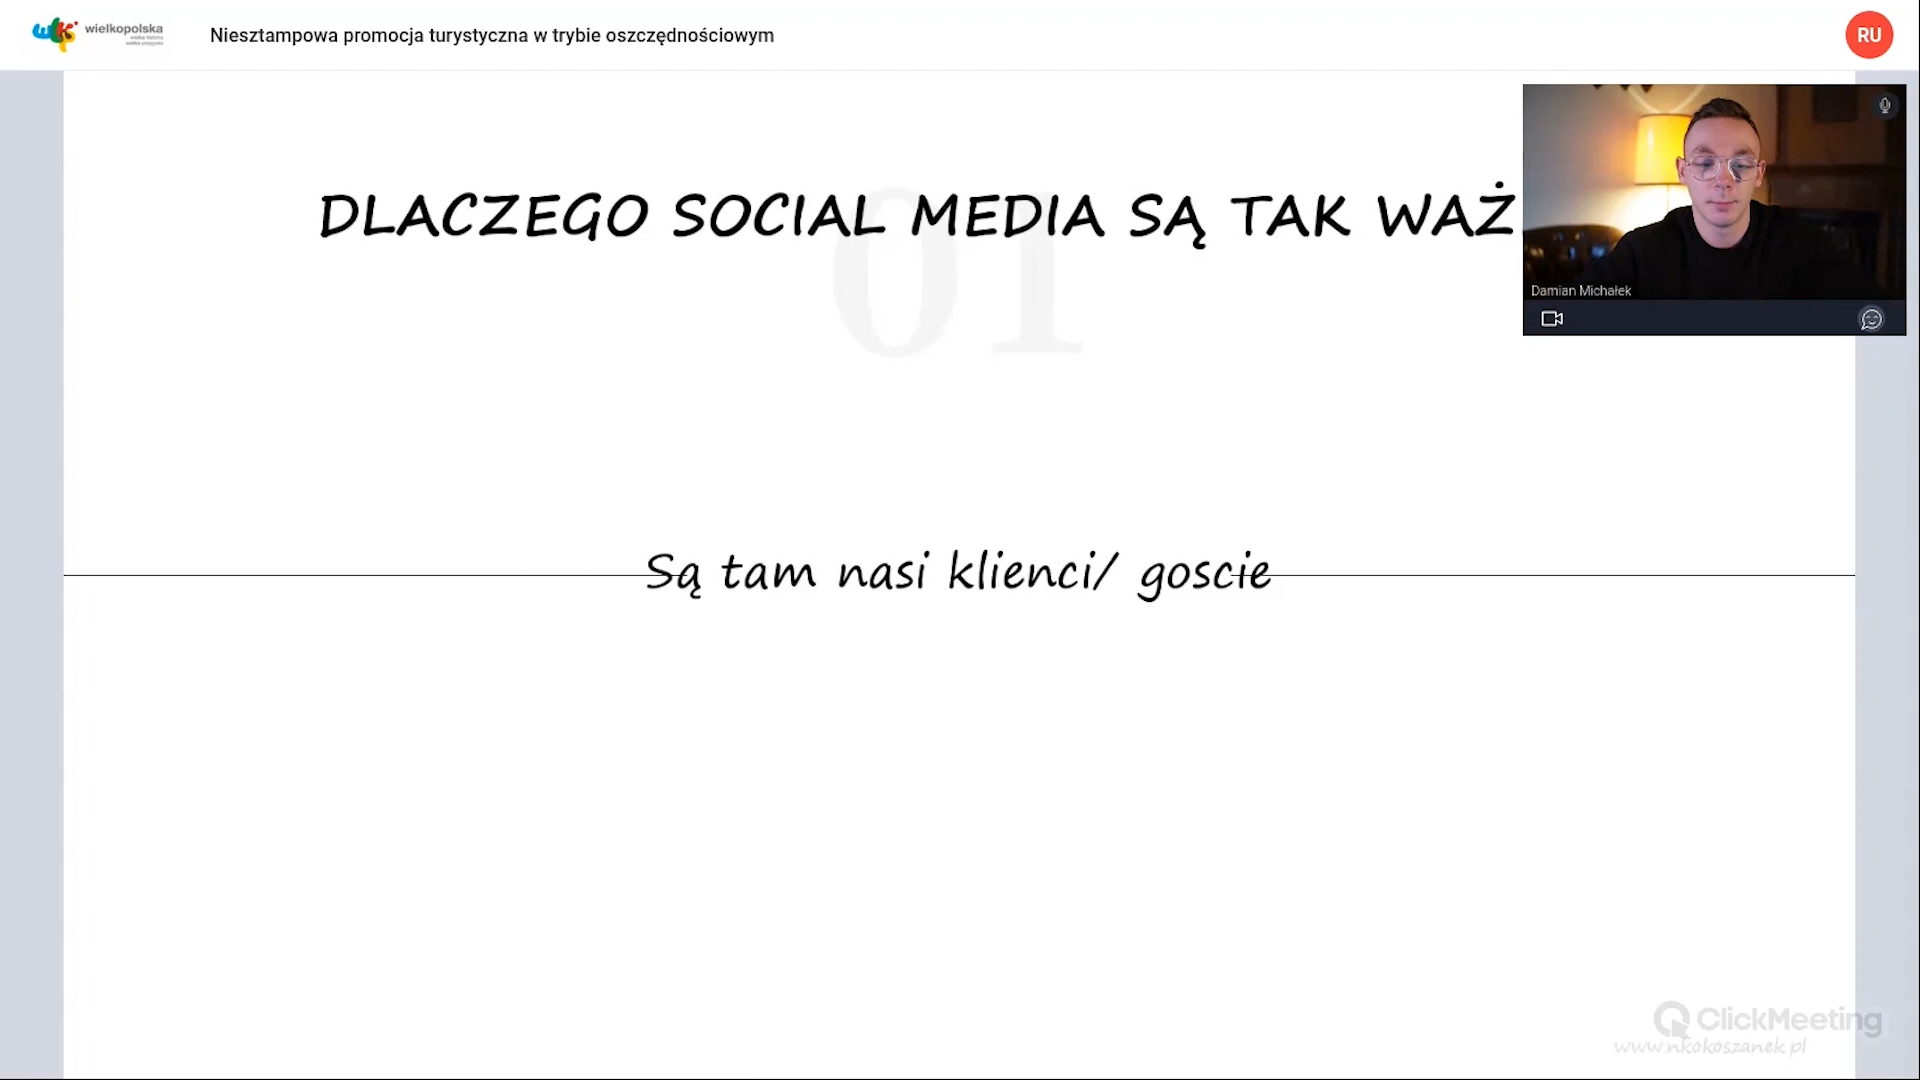 wielkopolska
Niesztampowa promocja turystyczna w trybie oszczędnościowym
RU
01
DLACZEGO SOCIAL MEDIA SĄ TAK WAŻ
Damian Michałek
Są tam nasi klienci/ goscie
ClickMeeting
www.nkokoszanek.pl